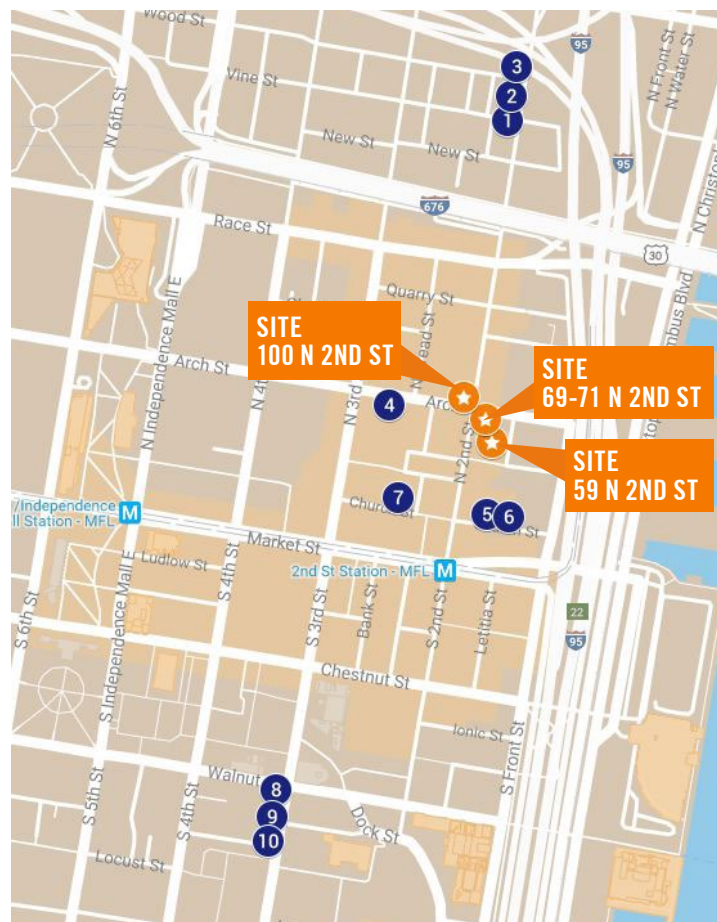 Wood St
3
95
N Front St
N Water St
Vine St
2
1
N 6th St
New St
New St
95
676
N Christop
30
Race St
Quarry St
SITE
100 N 2ND ST
N Independence Mall E
Arch St
N 4th
N 3rd
4
SITE
69-71 N 2ND ST
N 2nd St
SITE
59 N 2ND ST
7
5
6
/Independence
ll Station - MFL
M
Market St
Ludlow St
2nd St Station - MFL
M
S 6th St
S Independence Mall E
S 4th St
S 3rd St
Bank St
S 2nd St
Letitia St
22
95
Chestnut St
Ionic St
S Front St
Walnut
8
9
10
S 5th St
S 4th St
Dock St
Locust St